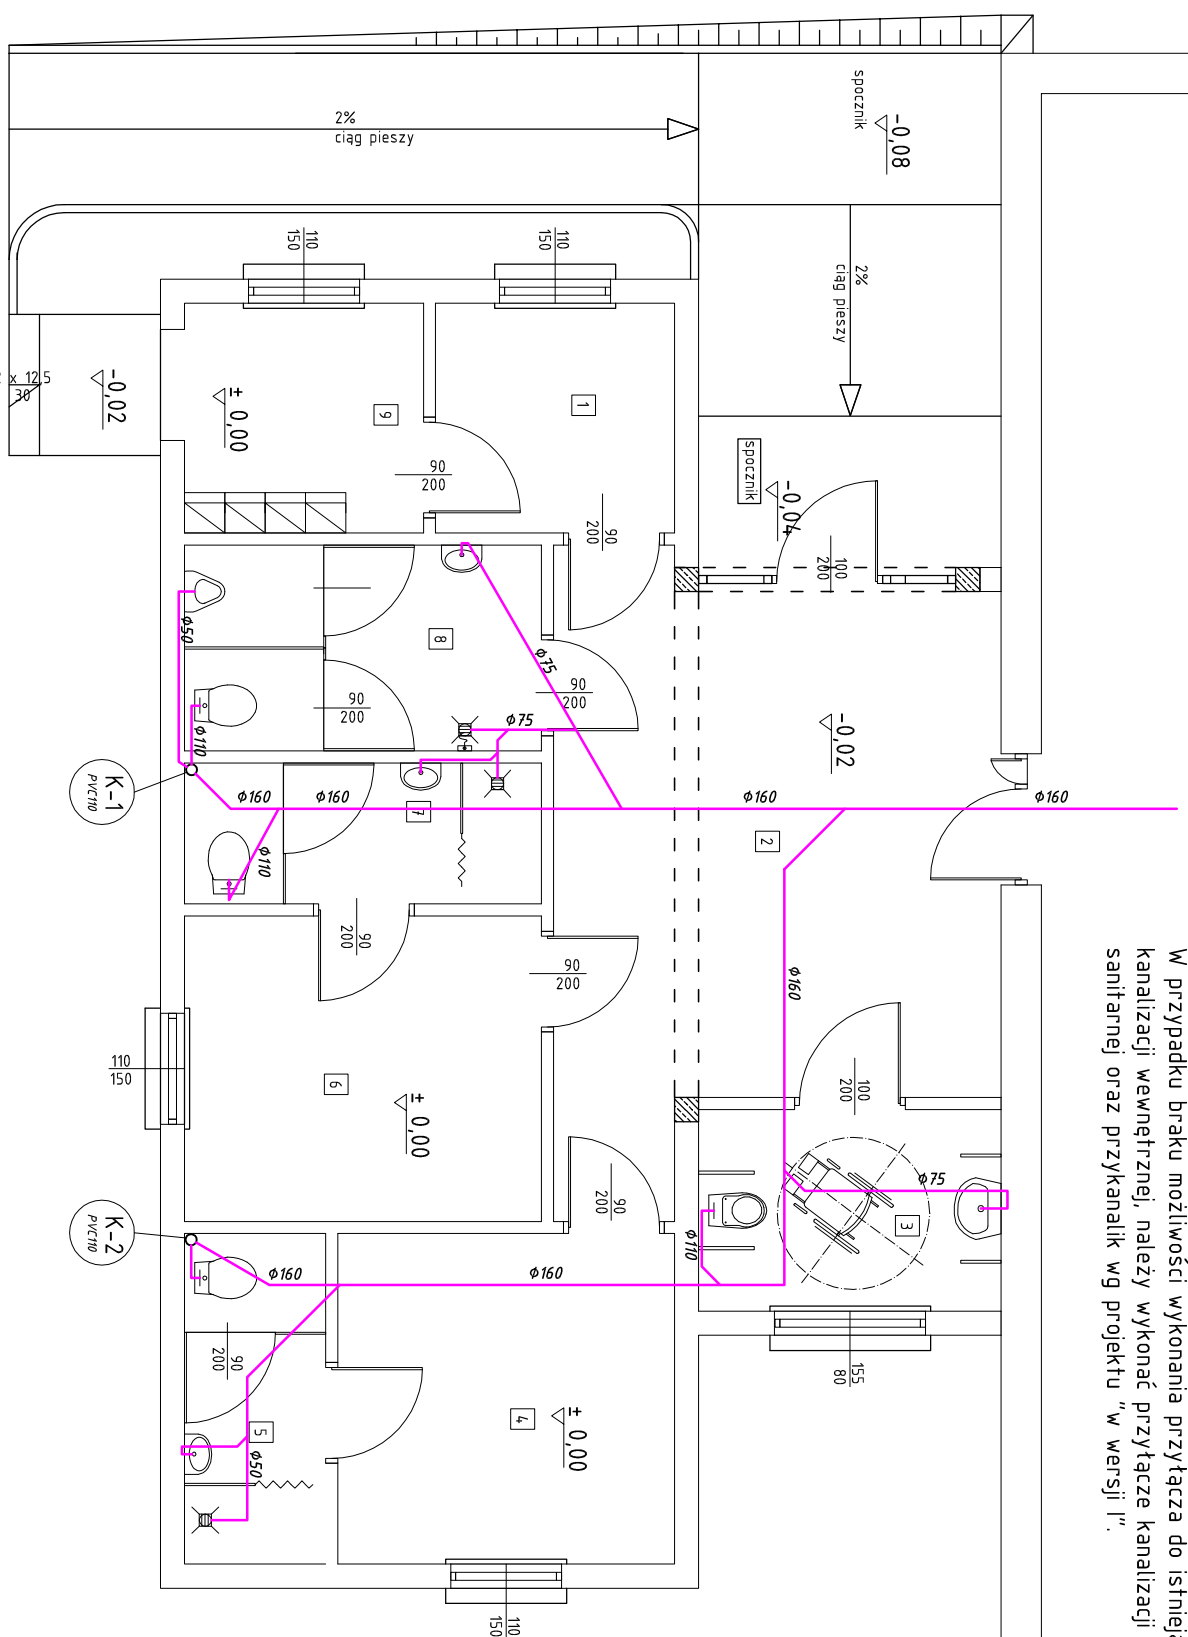 W przypadku braku możliwości wykonania przyłącza do
kanalizacji wewnętrznej, należy wykonać przyłącze kanalizacji
sanitarnej oraz przykanalik wg projektu "w wersji I".
spocznik
-0,08
2%
ciąg pieszy
2%
ciąg pieszy
110
150
110
150
x 12,5
30
-0,02
± 0,00
9
1
90
200
90
200
spocznik
-0,04
100
200
8
90
200
90
200
φ50
φ110
φ75
φ75
-0,02
K-1
PVC110
φ160
φ160
φ160
φ160
7
2
φ110
90
200
90
200
φ160
110
150
6
± 0,00
100
200
90
200
φ75
3
φ110
K-2
PVC110
φ160
φ160
90
200
155
80
5
φ50
4
± 0,00
110
150